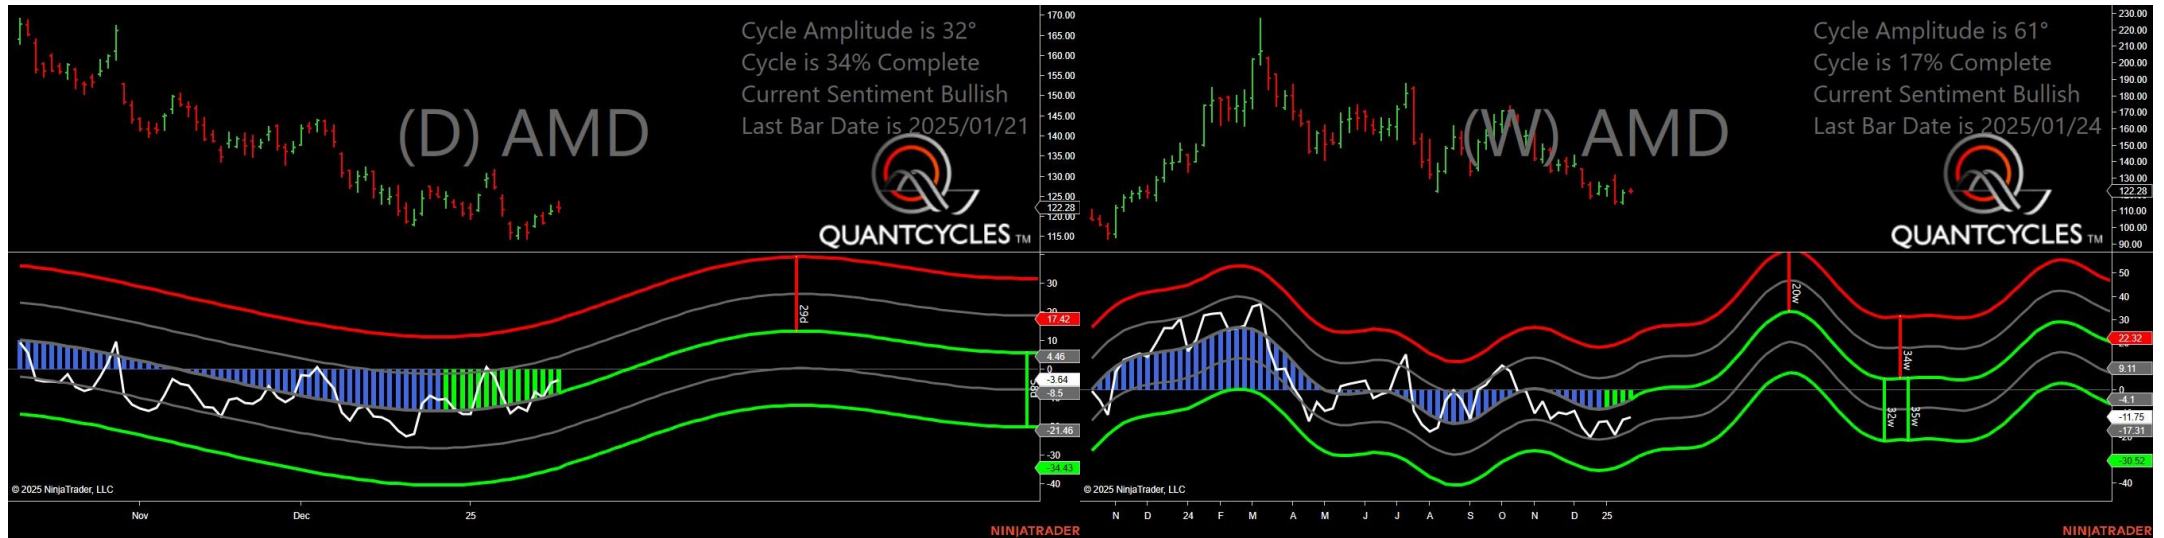 Cycle Amplitude is 32°
Cycle is 34% Complete
Current Sentiment Bullish
Last Bar Date is 2025/01/21
(D) AMD
QUANTCYCLES TM
170.00
165.00
160.00
155.00
150.00
145.00
140.00
135.00
130.00
125.00
122.28
120.00
115.00
29d
30
17.42
10
4.46
0
-3.64
-8.5
-21.46
-30
-34.43
-40
© 2025 NinjaTrader, LLC
Nov
Dec
25
NINJATRADER
Cycle Amplitude is 61°
Cycle is 17% Complete
Current Sentiment Bullish
Last Bar Date is 2025/01/24
(W) AMD
QUANTCYCLES TM
230.00
220.00
210.00
200.00
190.00
180.00
170.00
160.00
150.00
140.00
130.00
122.28
110.00
100.00
90.00
20w
34w
32w
35w
50
40
30
22.32
9.11
0
-4.1
-11.75
-17.31
-30.52
-40
© 2025 NinjaTrader, LLC
N D 24 F M A M J J A S O N D 25
NINJATRADER